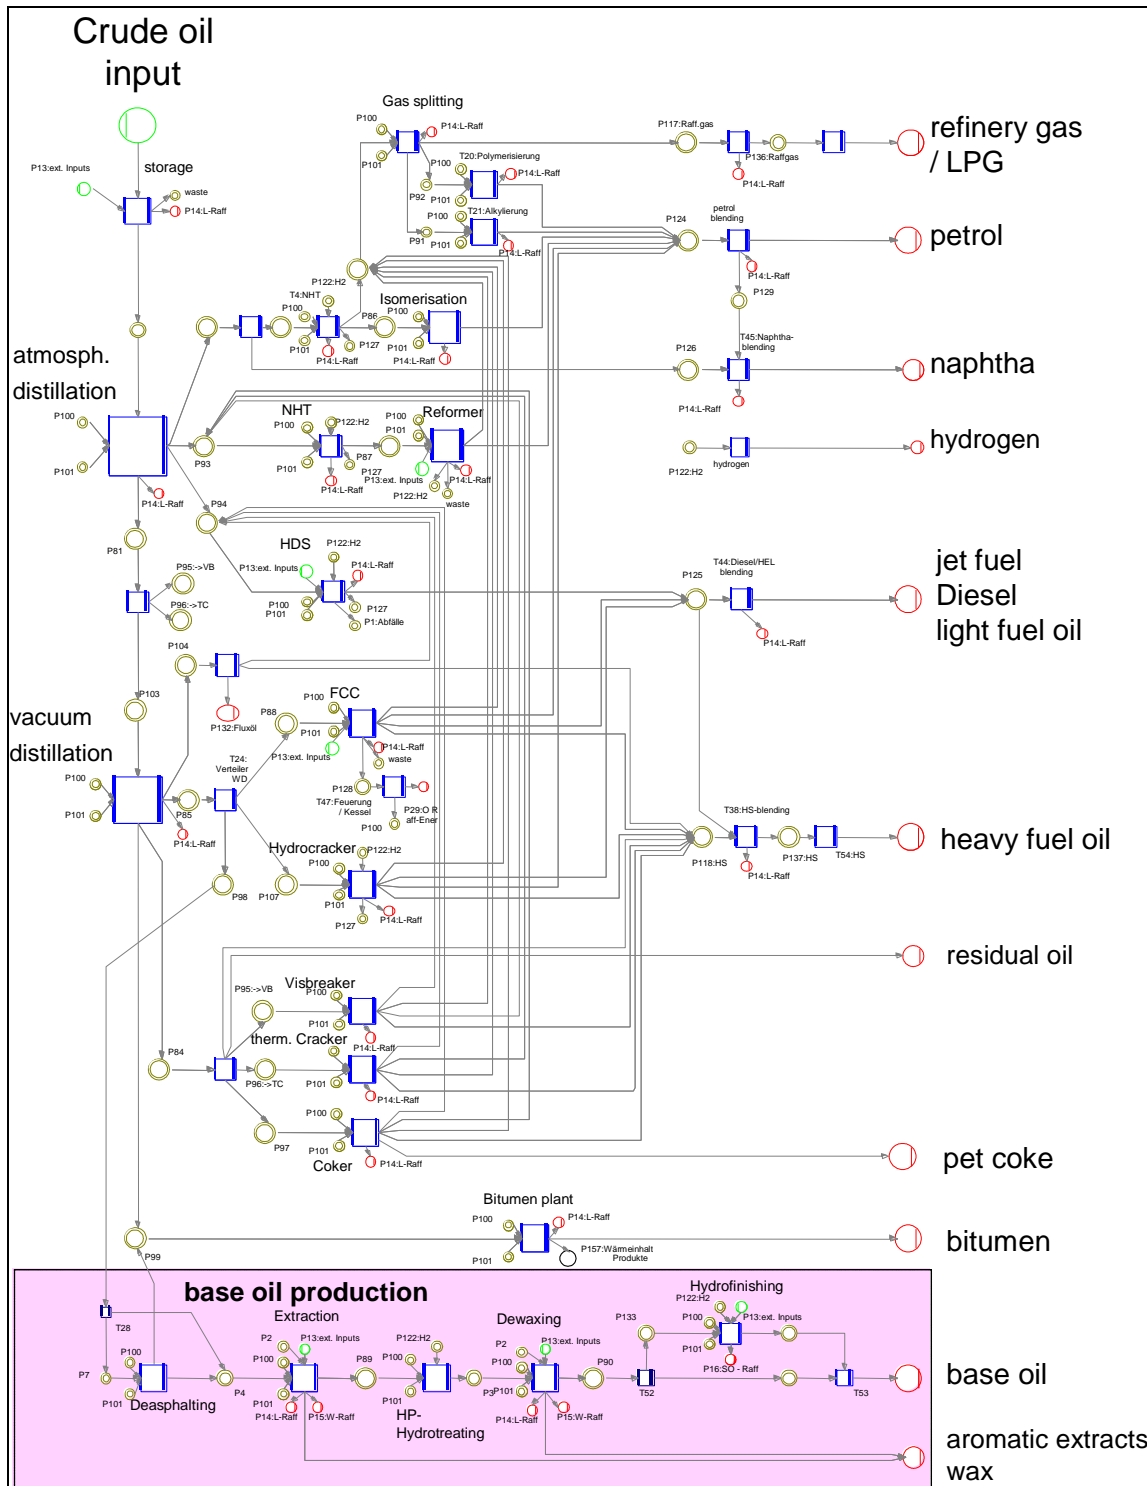 Crude oil
input
Gas splitting
P100
P14:L-Raff
P117:Raff.gas
refinery gas
/ LPG
P101
P100
T20:Polymerisierung
P136:Raffgas
P13:ext. Inputs
storage
P14:L-Raff
P14:L-Raff
waste
P92
P101
P14:L-Raff
P100
T21:Alkylierung
P124
petrol
blending
petrol
P91
P101
P14:L-Raff
P14:L-Raff
P122:H2
P129
T4:NHT
Isomerisation
P100
P86
P100
T45:Naphtha-
blending
atmosph.
distillation
P101
P127
P101
P14:L-Raff
P14:L-Raff
P126
naphtha
P14:L-Raff
P100
NHT
P122:H2
P100
Reformer
P100
P101
hydrogen
P101
P93
P101
P87
P127
P14:L-Raff
P13:ext. Inputs
P14:L-Raff
P122:H2
hydrogen
P14:L-Raff
P122:H2
waste
P94
P81
HDS
P122:H2
P95:->VB
P13:ext. Inputs
P14:L-Raff
P125
T44:Diesel/HEL
blending
jet fuel
Diesel
light fuel oil
P96:->TC
P100
P101
P127
P1:Abfälle
P14:L-Raff
P104
P103
P132:Fluxöl
P88
P100
FCC
vacuum
distillation
P101
P14:L-Raff
P13:ext. Inputs
waste
T24:
Verteiler
WD
P100
P128
P101
P85
T47:Feuerung
/ Kessel
P29:O R
aff-Ener
P100
P14:L-Raff
T38:HS-blending
Hydrocracker
P122:H2
heavy fuel oil
P100
P118:HS
P137:HS
T54:HS
P98
P107
P101
P14:L-Raff
P14:L-Raff
P127
residual oil
P95:->VB
Visbreaker
P100
P101
therm. Cracker
P14:L-Raff
P84
P101
P96:->TC
P14:L-Raff
P100
P97
P101
Coker
P14:L-Raff
pet coke
Bitumen plant
P100
P14:L-Raff
bitumen
P99
P101
P157:Wärmeinhalt
Produkte
base oil production
Hydrofinishing
T28
Extraction
Dewaxing
P122:H2
P13:ext. Inputs
P2
P13:ext. Inputs
P122:H2
P2
P13:ext. Inputs
P133
P100
P101
P100
P100
P89
P100
P100
P90
P16:SO - Raff
P7
P101
P4
P101
P101
P3
P101
T52
T53
base oil
Deasphalting
P14:L-Raff
P15:W-Raff
HP-
Hydrotreating
P14:L-Raff
P15:W-Raff
aromatic extracts
wax